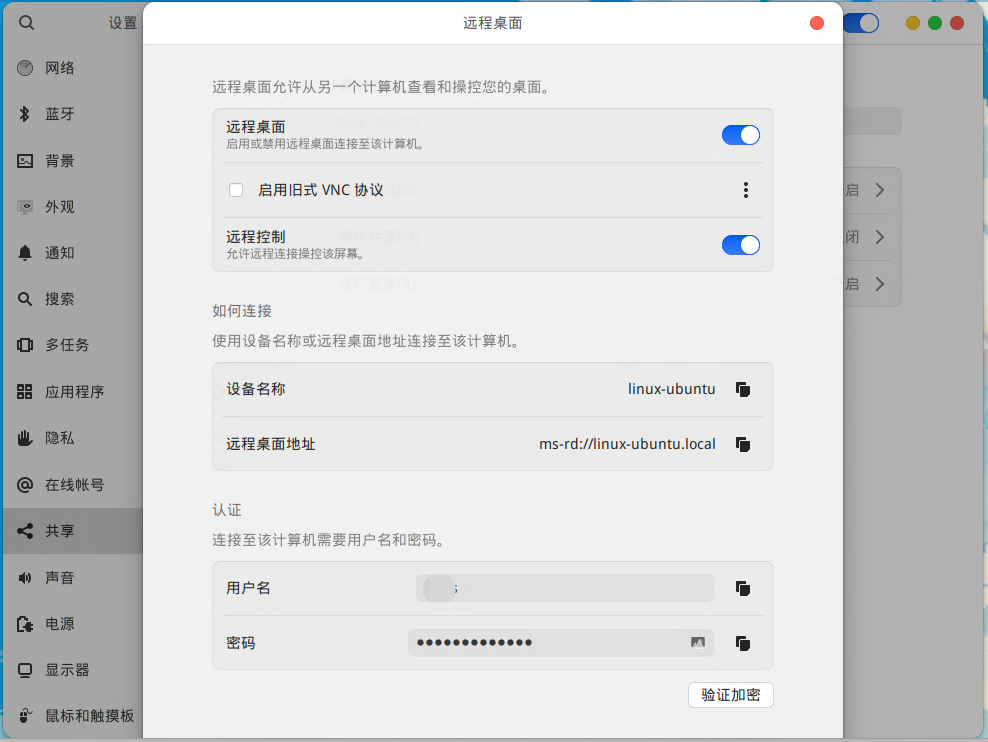 设置
远程桌面
网络
蓝牙
背景
外观
通知
搜索
多任务
应用程序
隐私
在线帐号
共享
声音
电源
显示器
鼠标和触摸板
远程桌面允许从另一个计算机查看和操控您的桌面。
远程桌面
启用或禁用远程桌面连接至该计算机。
启用旧式 VNC 协议
远程控制
允许远程连接操控该屏幕。
启
闭
启
如何连接
使用设备名称或远程桌面地址连接至该计算机。
设备名称 linux-ubuntu
远程桌面地址 ms-rd://linux-ubuntu.local
认证
连接至该计算机需要用户名和密码。
用户名
密码 •••••••••••••
验证加密